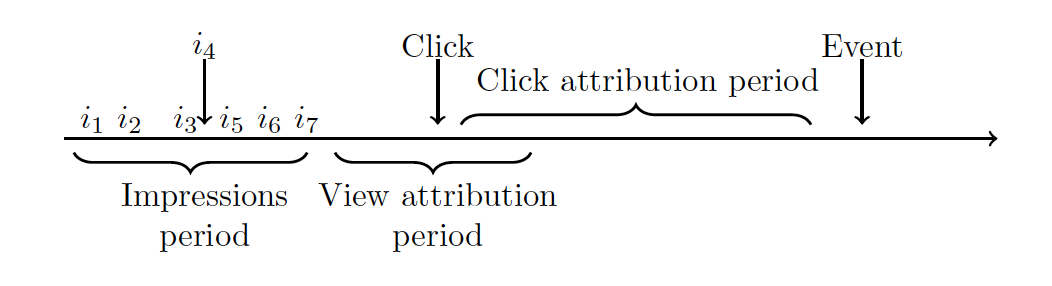 i₄ Click Event
Click attribution period
i₁ i₂ i₃ i₅ i₆ i₇
Impressions
period
View attribution
period